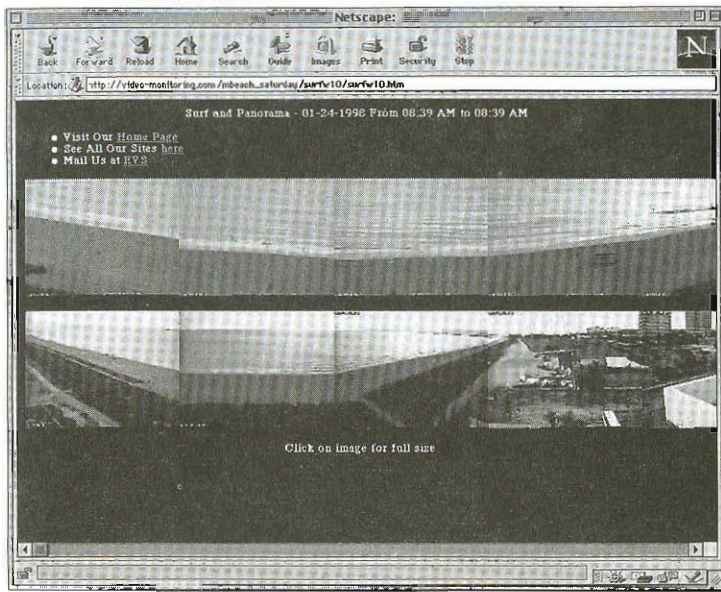 Netscape:
Back Forward Reload Home Search Guide Images Print Security Stop
N
Location: http://video-monitoring.com/mbeach_saturday/surfw10/surfw10.htm
Surf and Panorama - 01-24-1998 From 08:39 AM to 08:39 AM
Visit Our Home Page
See All Our Sites here
Mail Us at
Click on image for full size